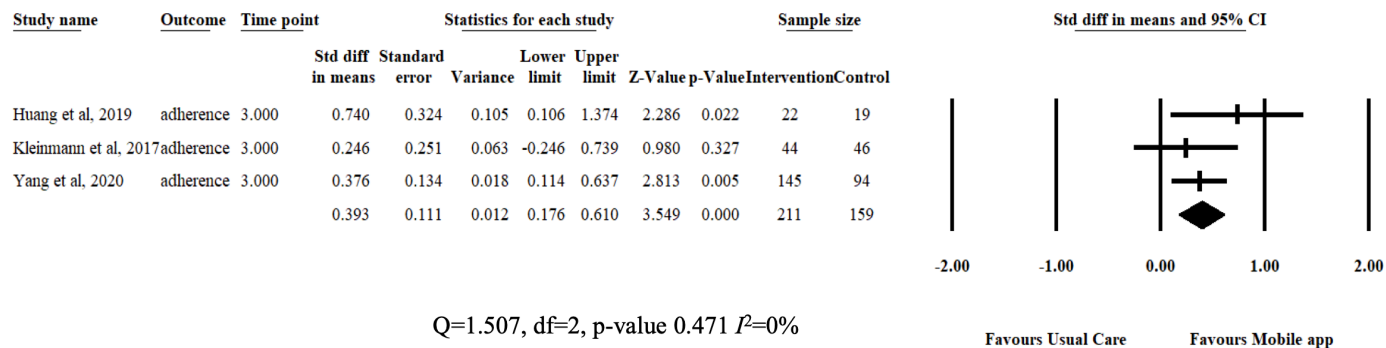 Study name Outcome Time point Statistics for each study Sample size Std diff in means and 95% CI
Std diff Standard Lower Upper
in means error Variance limit limit Z-Value p-Value Intervention Control
Huang et al, 2019 adherence 3.000 0.740 0.324 0.105 0.106 1.374 2.286 0.022 22 19
Kleinmann et al, 2017 adherence 3.000 0.246 0.251 0.063 -0.246 0.739 0.980 0.327 44 46
Yang et al, 2020 adherence 3.000 0.376 0.134 0.018 0.114 0.637 2.813 0.005 145 94
0.393 0.111 0.012 0.176 0.610 3.549 0.000 211 159
-2.00 -1.00 0.00 1.00 2.00
Q=1.507, df=2, p-value 0.471 I²=0%
Favours Usual Care Favours Mobile app